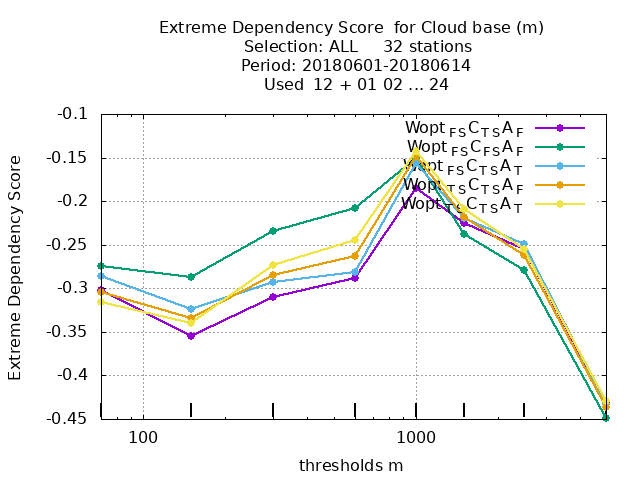 Extreme Dependency Score  for Cloud base (m)
Selection: ALL     32 stations
Period: 20180601-20180614
Used  12 + 01 02 ... 24
Extreme Dependency Score
-0.1
-0.15
-0.2
-0.25
-0.3
-0.35
-0.4
-0.45
Wopt FS C TS A F
Wopt FS C FS A F
Wopt FS C TS A T
Wopt TS C TS A F
Wopt TS C TS A T
100 1000
thresholds m